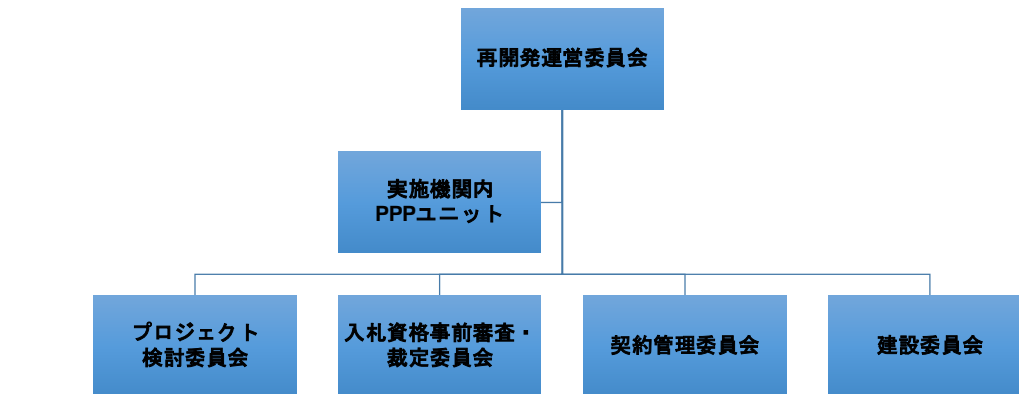 再開発運営委員会
実施機関内
PPPユニット
プロジェクト
検討委員会
入札資格事前審査・
裁定委員会
契約管理委員会
建設委員会